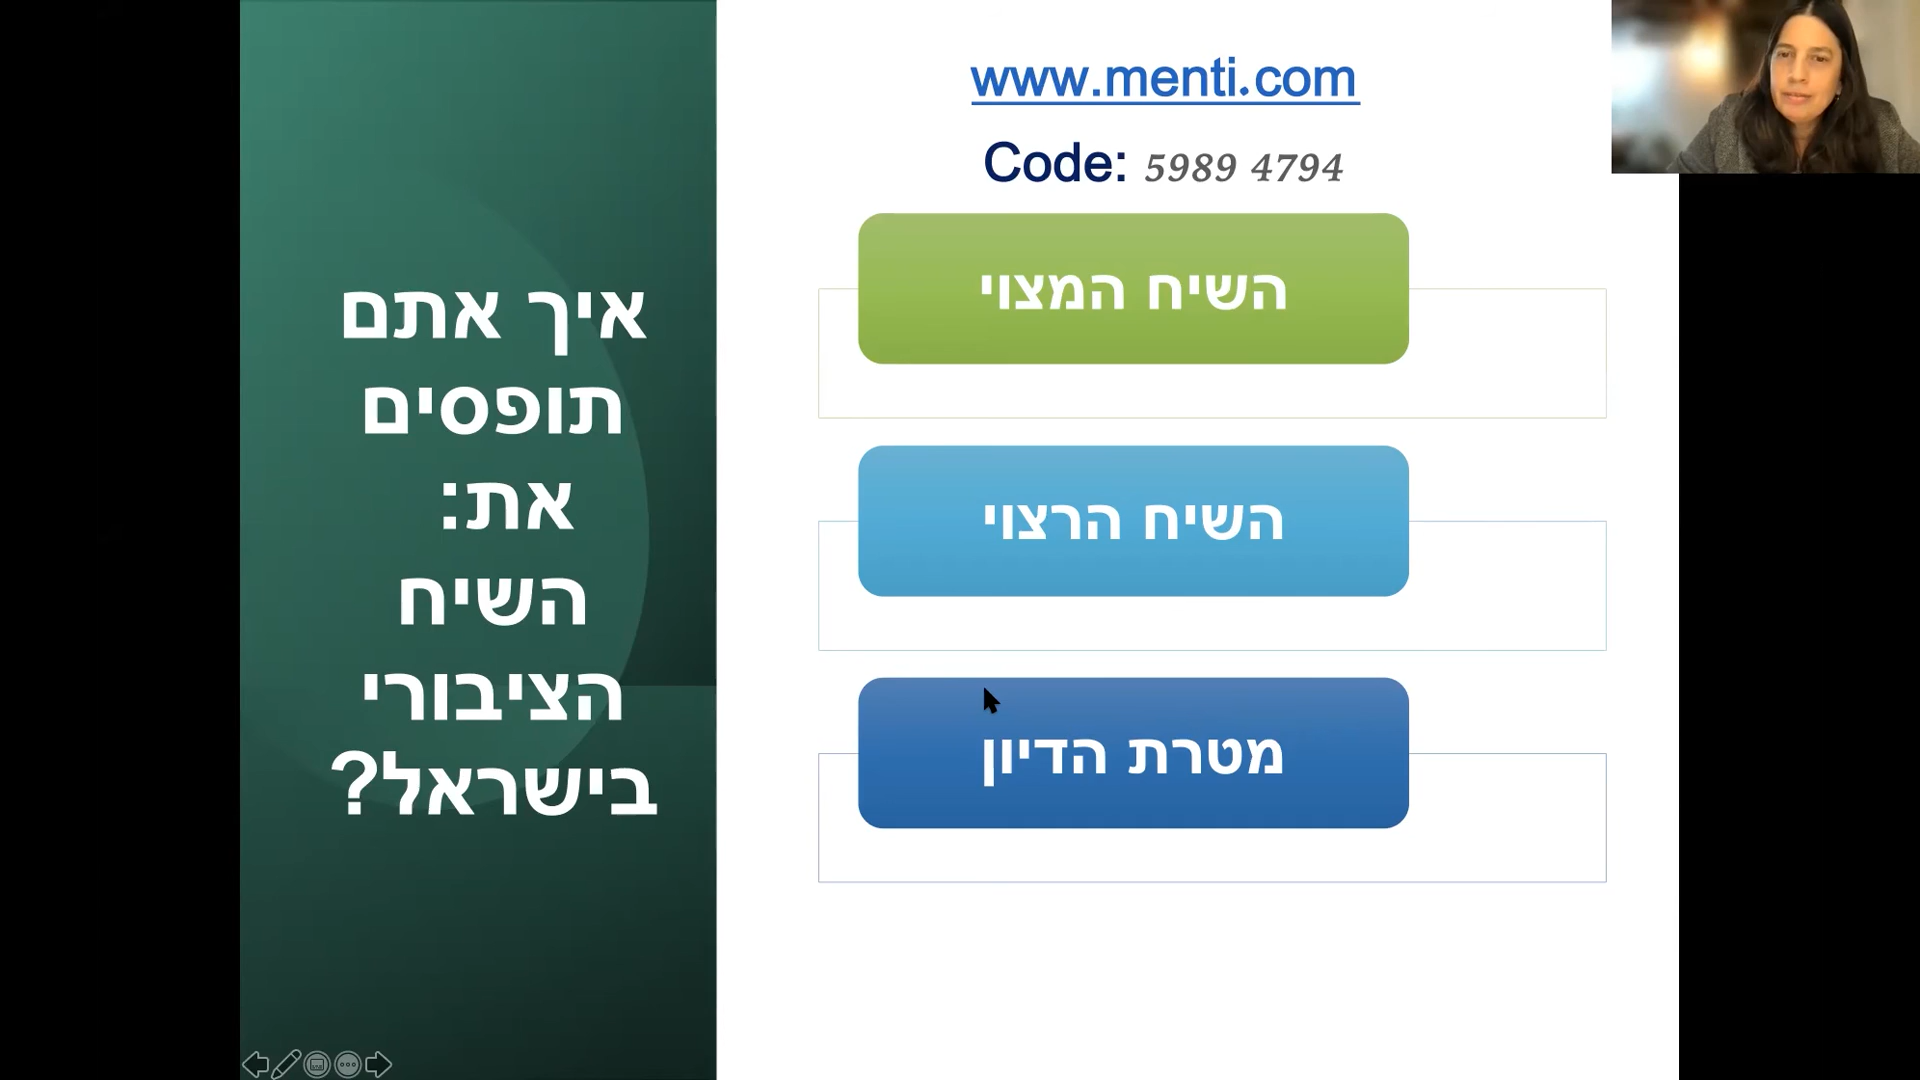 איך אתם
תופסים
את:
השיח
הציבורי
בישראל?
www.menti.com
Code: 5989 4794
השיח המצוי
השיח הרצוי
מטרת הדיון